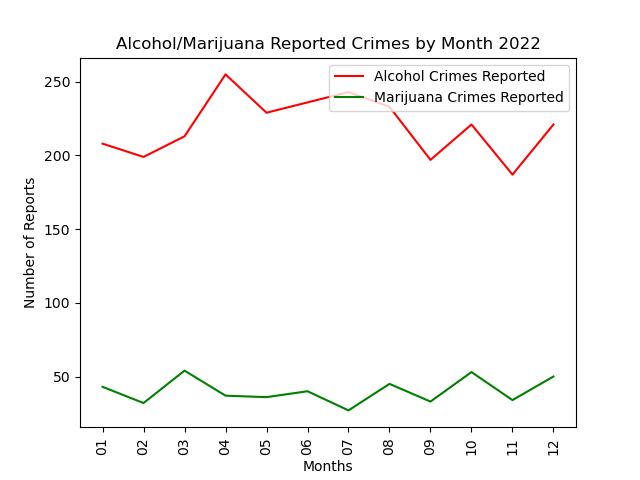 Alcohol/Marijuana Reported Crimes by Month 2022
Alcohol Crimes Reported
Marijuana Crimes Reported
Number of Reports
250
200
150
100
50
01 02 03 04 05 06 07 08 09 10 11 12
Months